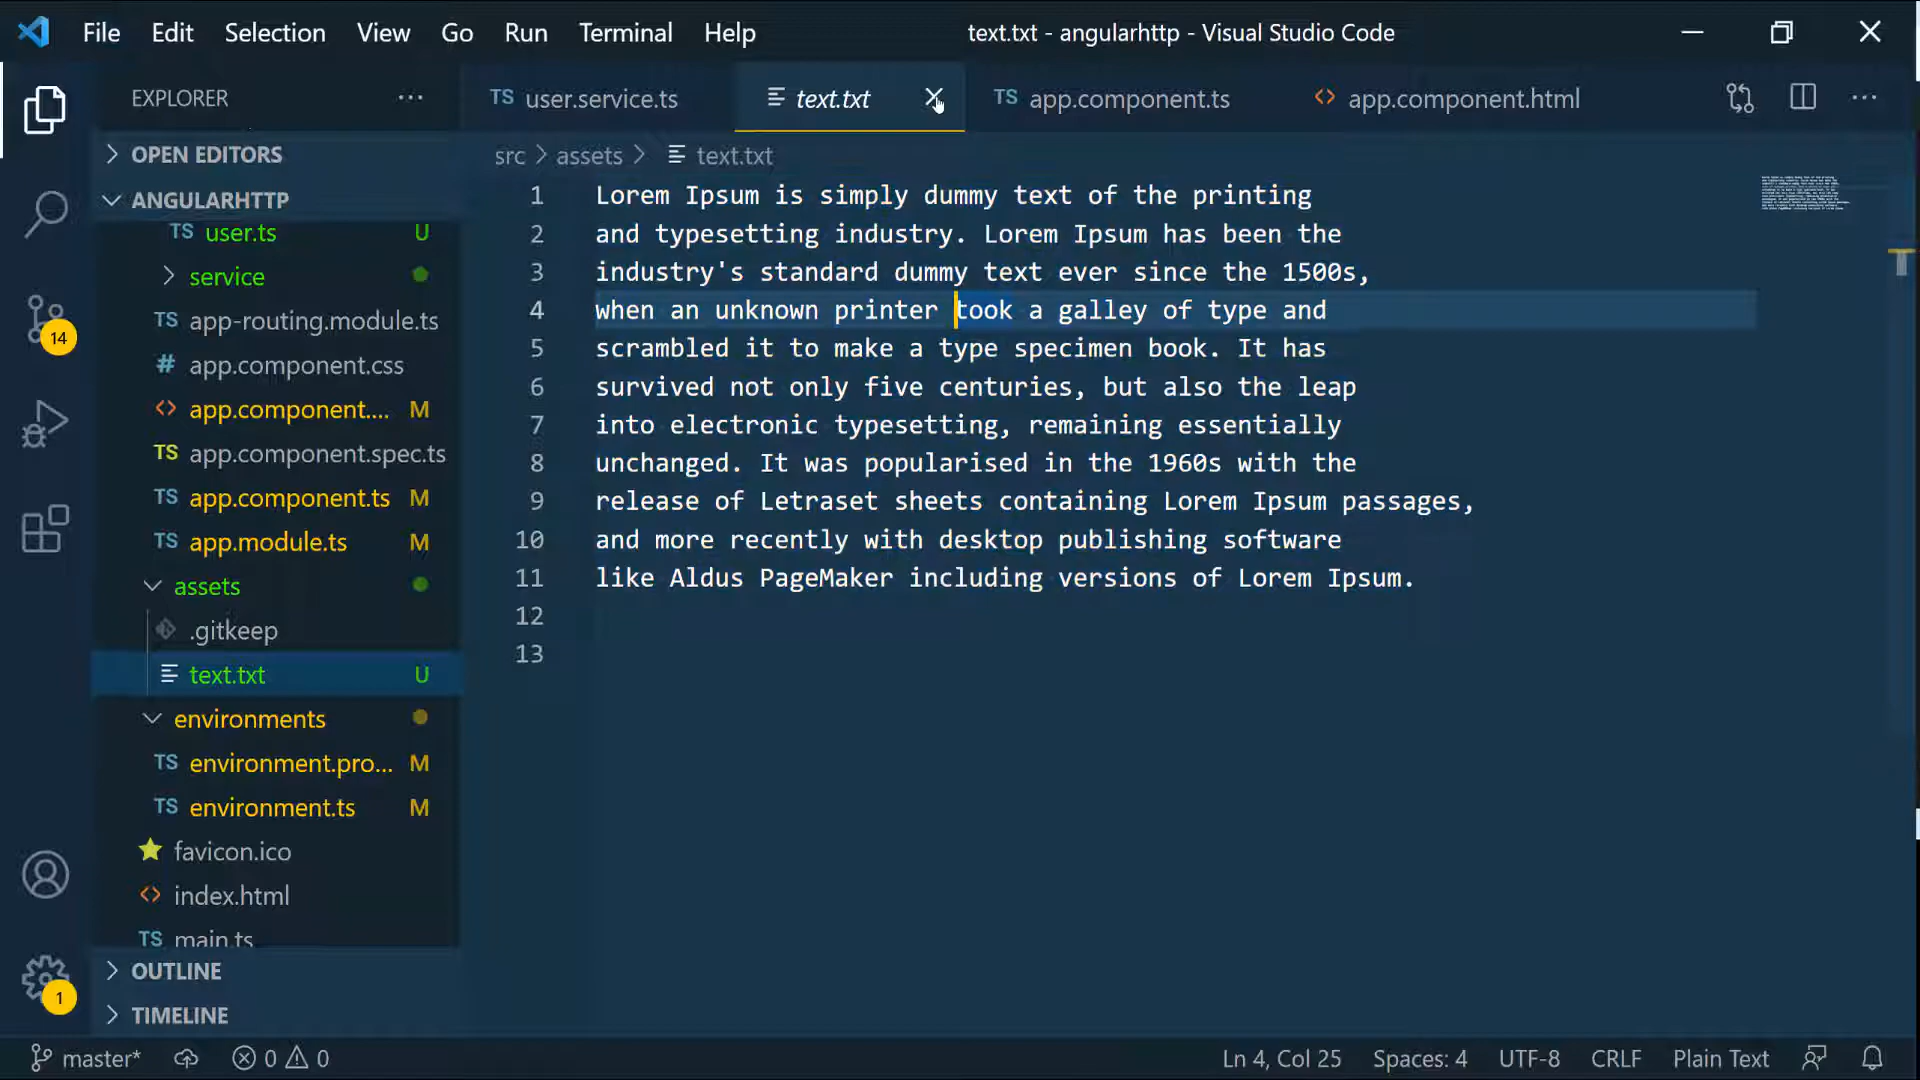 File Edit Selection View Go Run Terminal Help text.txt - angularhttp - Visual Studio Code
EXPLORER ··· TS user.service.ts text.txt TS app.component.ts <> app.component.html ···
OPEN EDITORS
ANGULARHTTP
TS user.ts U
service
TS app-routing.module.ts
# app.component.css
<> app.component.... M
TS app.component.spec.ts
TS app.component.ts M
TS app.module.ts M
assets
.gitkeep
text.txt U
environments
TS environment.pro... M
TS environment.ts M
favicon.ico
<> index.html
TS main.ts
OUTLINE
TIMELINE
14
1
src > assets > text.txt
1 Lorem Ipsum is simply dummy text of the printing
2 and typesetting industry. Lorem Ipsum has been the
3 industry's standard dummy text ever since the 1500s,
4 when an unknown printer took a galley of type and
5 scrambled it to make a type specimen book. It has
6 survived not only five centuries, but also the leap
7 into electronic typesetting, remaining essentially
8 unchanged. It was popularised in the 1960s with the
9 release of Letraset sheets containing Lorem Ipsum passages,
10 and more recently with desktop publishing software
11 like Aldus PageMaker including versions of Lorem Ipsum.
12
13
master* 0 0 Ln 4, Col 25 Spaces: 4 UTF-8 CRLF Plain Text